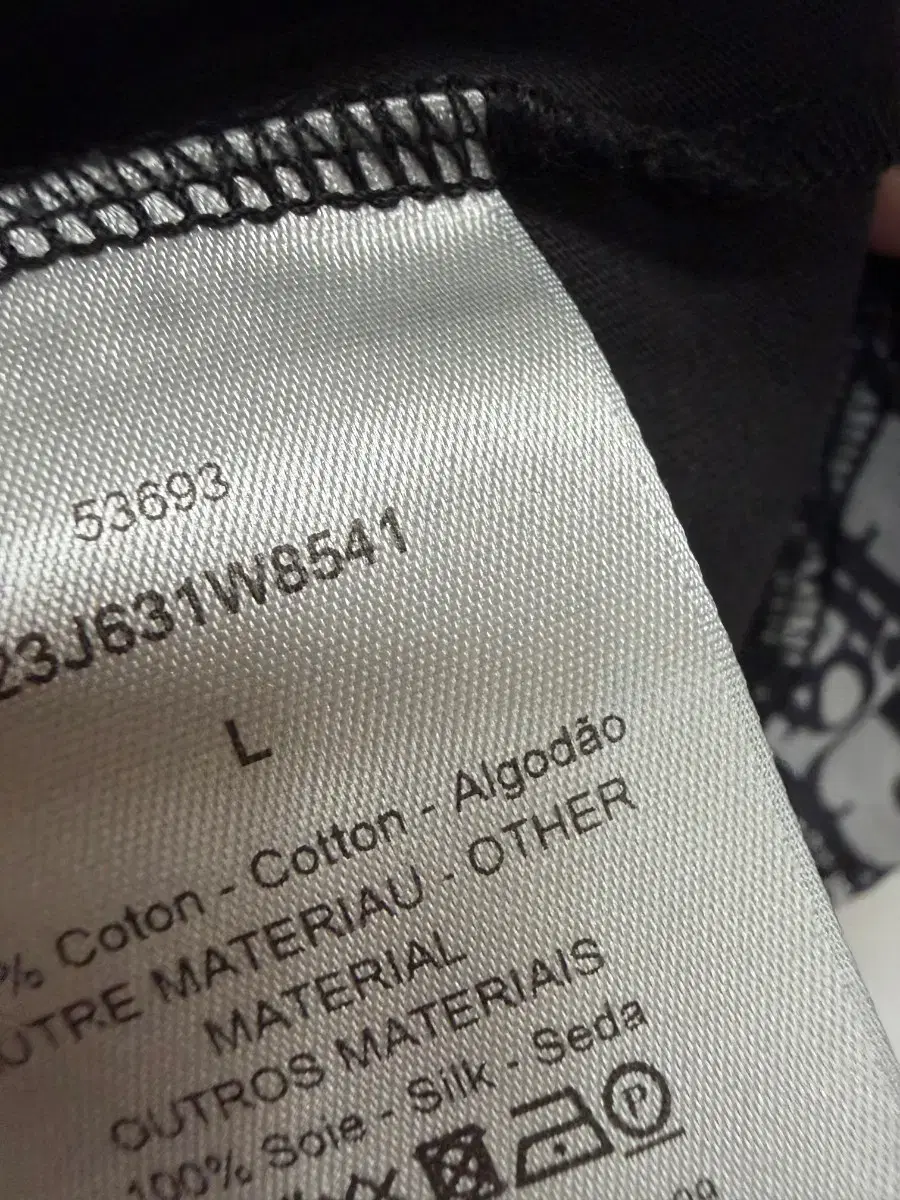 53693
23J631W8541
L
% Coton - Cotton - Algodão
UTRE MATERIAU - OTHER
MATERIAL
OUTROS MATERIAIS
100% Soie - Silk - Seda
P